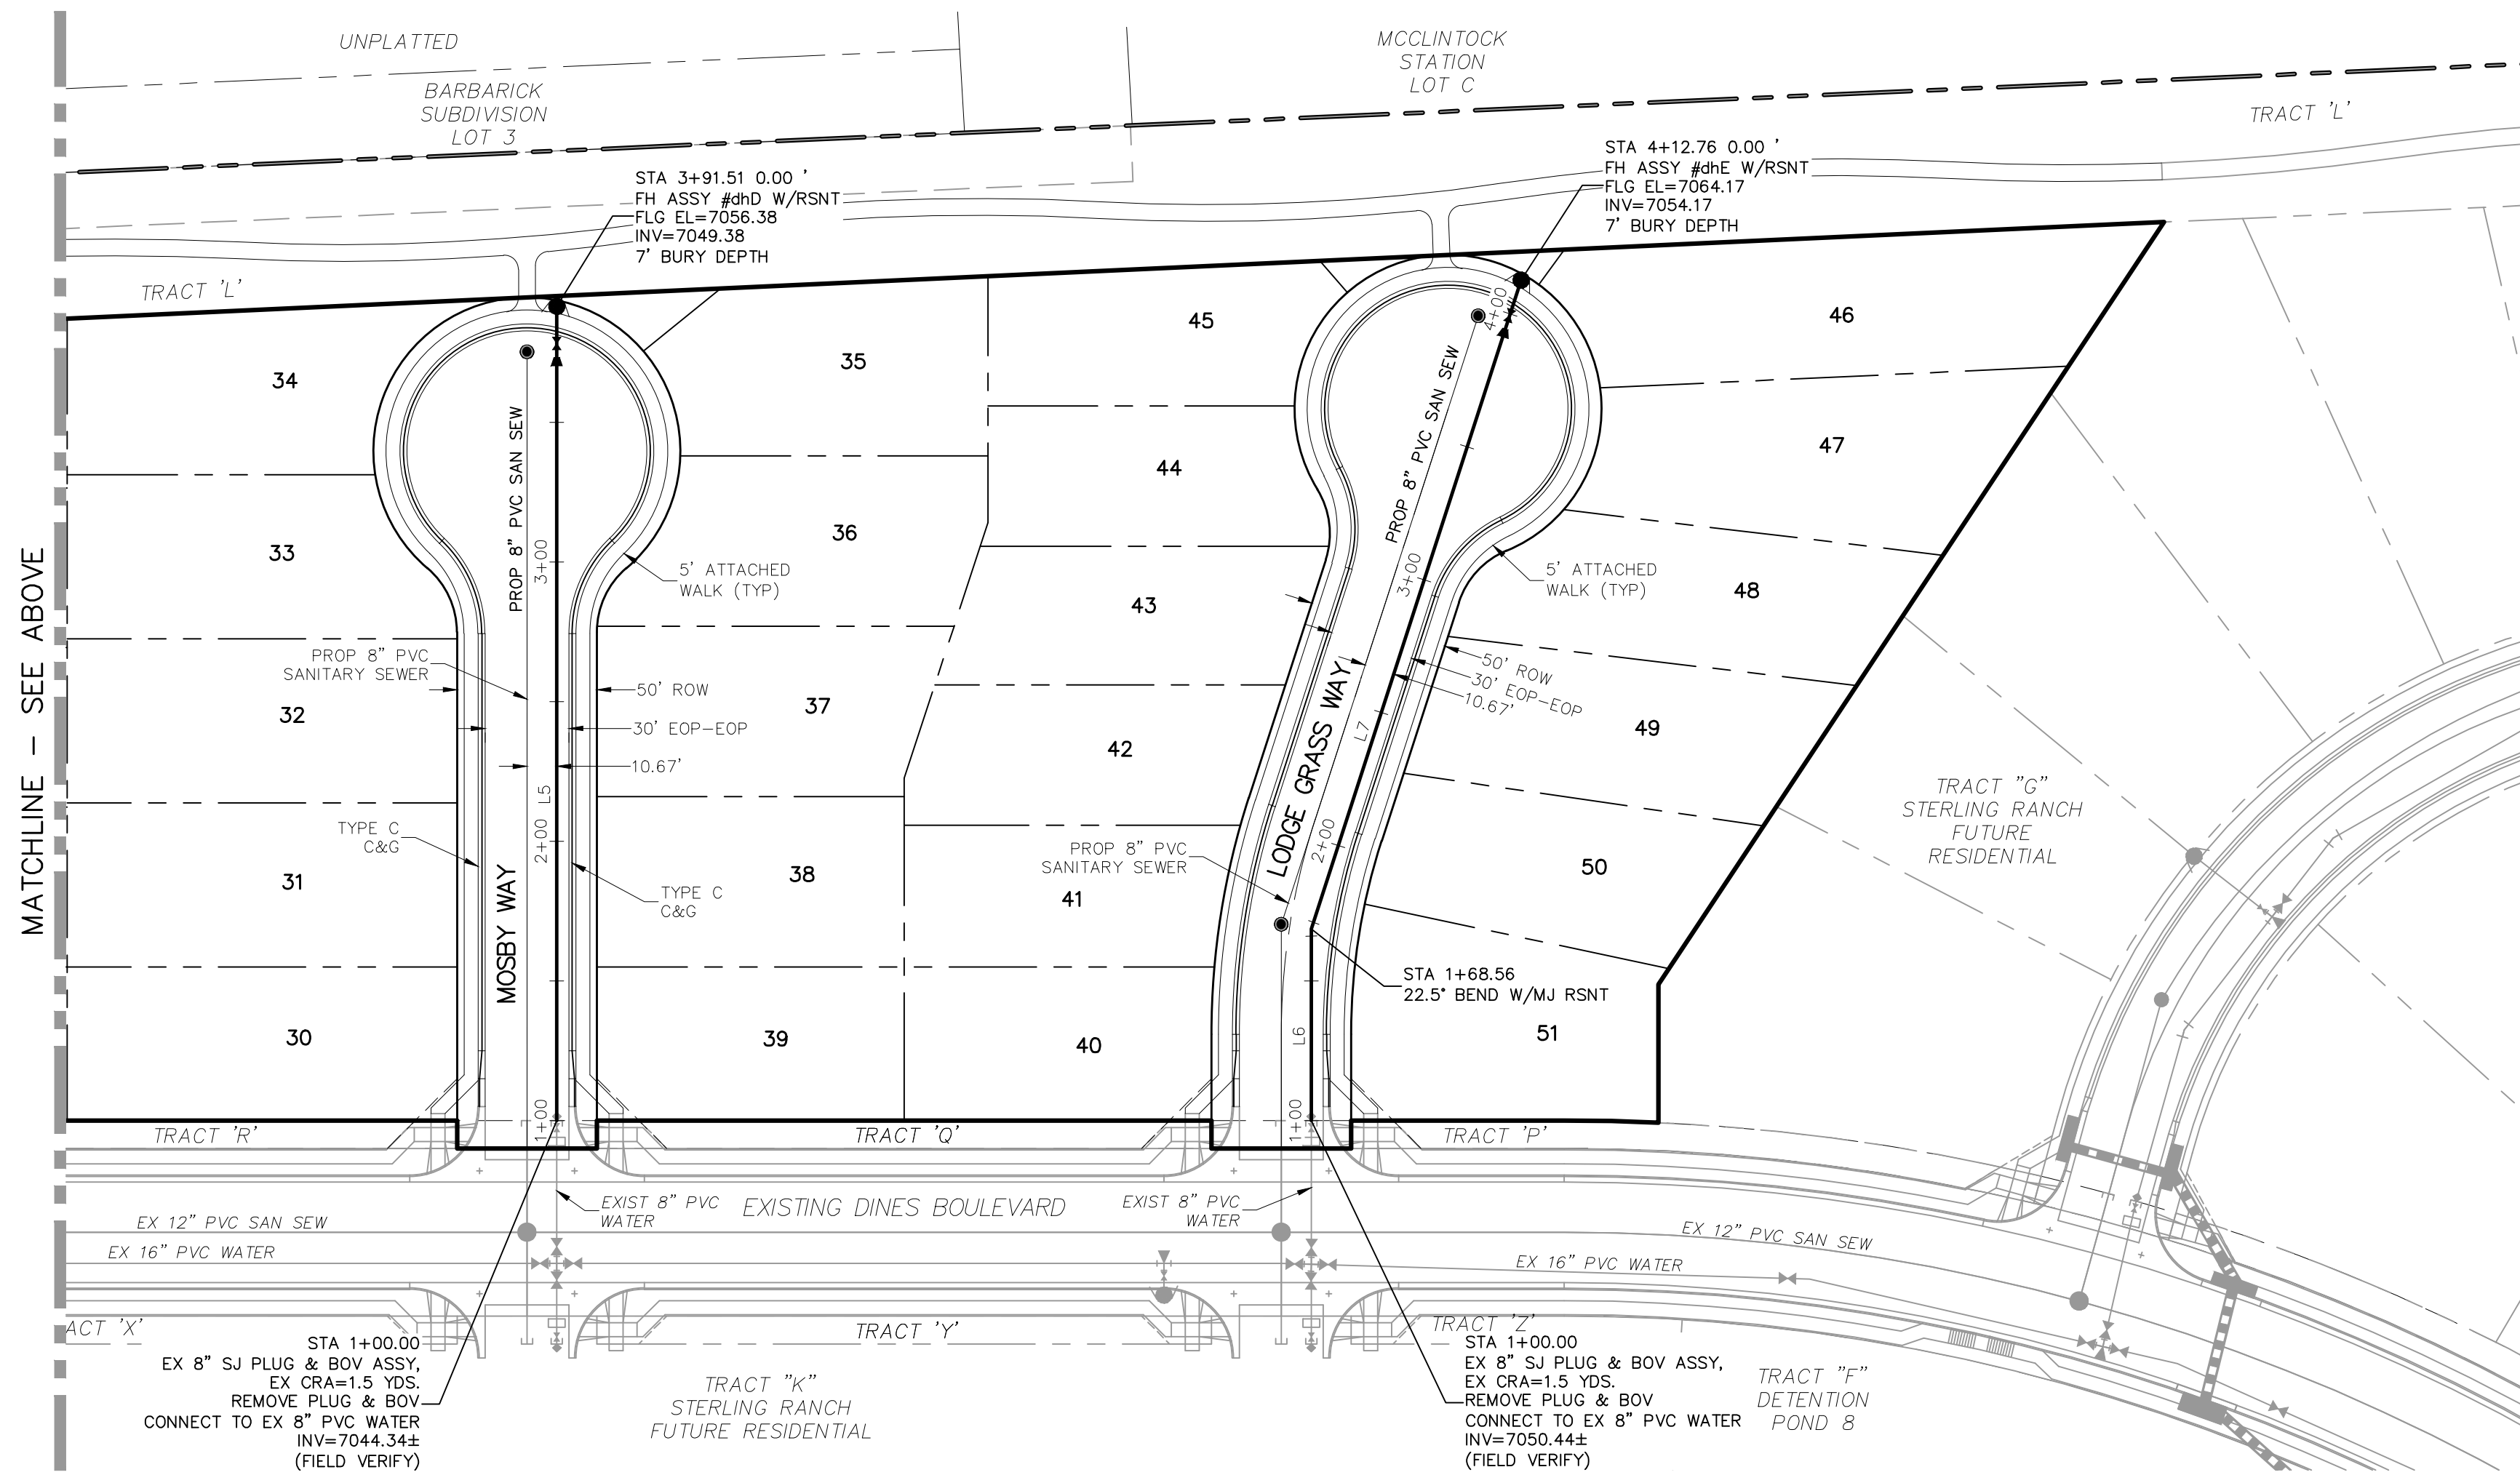 UNPLATTED
BARBARICK
SUBDIVISION
LOT 3
MCCLINTOCK
STATION
LOT C
TRACT 'L'
STA 3+91.51 0.00 '
FH ASSY #dhD W/RSNT
FLG EL=7056.38
INV=7049.38
7' BURY DEPTH
STA 4+12.76 0.00 '
FH ASSY #dhE W/RSNT
FLG EL=7064.17
INV=7054.17
7' BURY DEPTH
TRACT 'L'
MATCHLINE - SEE ABOVE
34
33
32
31
30
35
36
37
38
39
45
44
43
42
41
40
46
47
48
49
50
51
PROP 8" PVC SAN SEW
3+00
5' ATTACHED
WALK (TYP)
PROP 8" PVC
SANITARY SEWER
50' ROW
30' EOP-EOP
10.67'
L5
2+00
TYPE C
C&G
TYPE C
C&G
MOSBY WAY
1+00
4+00
PROP 8" PVC SAN SEW
3+00
5' ATTACHED
WALK (TYP)
50' ROW
30' EOP-EOP
10.67'
L7
LODGE GRASS WAY
2+00
PROP 8" PVC
SANITARY SEWER
STA 1+68.56
22.5° BEND W/MJ RSNT
L6
1+00
TRACT "G"
STERLING RANCH
FUTURE
RESIDENTIAL
TRACT 'R'
TRACT 'Q'
TRACT 'P'
EXIST 8" PVC
WATER
EXISTING DINES BOULEVARD
EXIST 8" PVC
WATER
EX 12" PVC SAN SEW
EX 16" PVC WATER
EX 12" PVC SAN SEW
EX 16" PVC WATER
ACT 'X'
TRACT 'Y'
TRACT 'Z'
STA 1+00.00
EX 8" SJ PLUG & BOV ASSY,
EX CRA=1.5 YDS.
REMOVE PLUG & BOV
CONNECT TO EX 8" PVC WATER
INV=7044.34±
(FIELD VERIFY)
TRACT "K"
STERLING RANCH
FUTURE RESIDENTIAL
STA 1+00.00
EX 8" SJ PLUG & BOV ASSY,
EX CRA=1.5 YDS.
REMOVE PLUG & BOV
CONNECT TO EX 8" PVC WATER
INV=7050.44±
(FIELD VERIFY)
TRACT "F"
DETENTION
POND 8